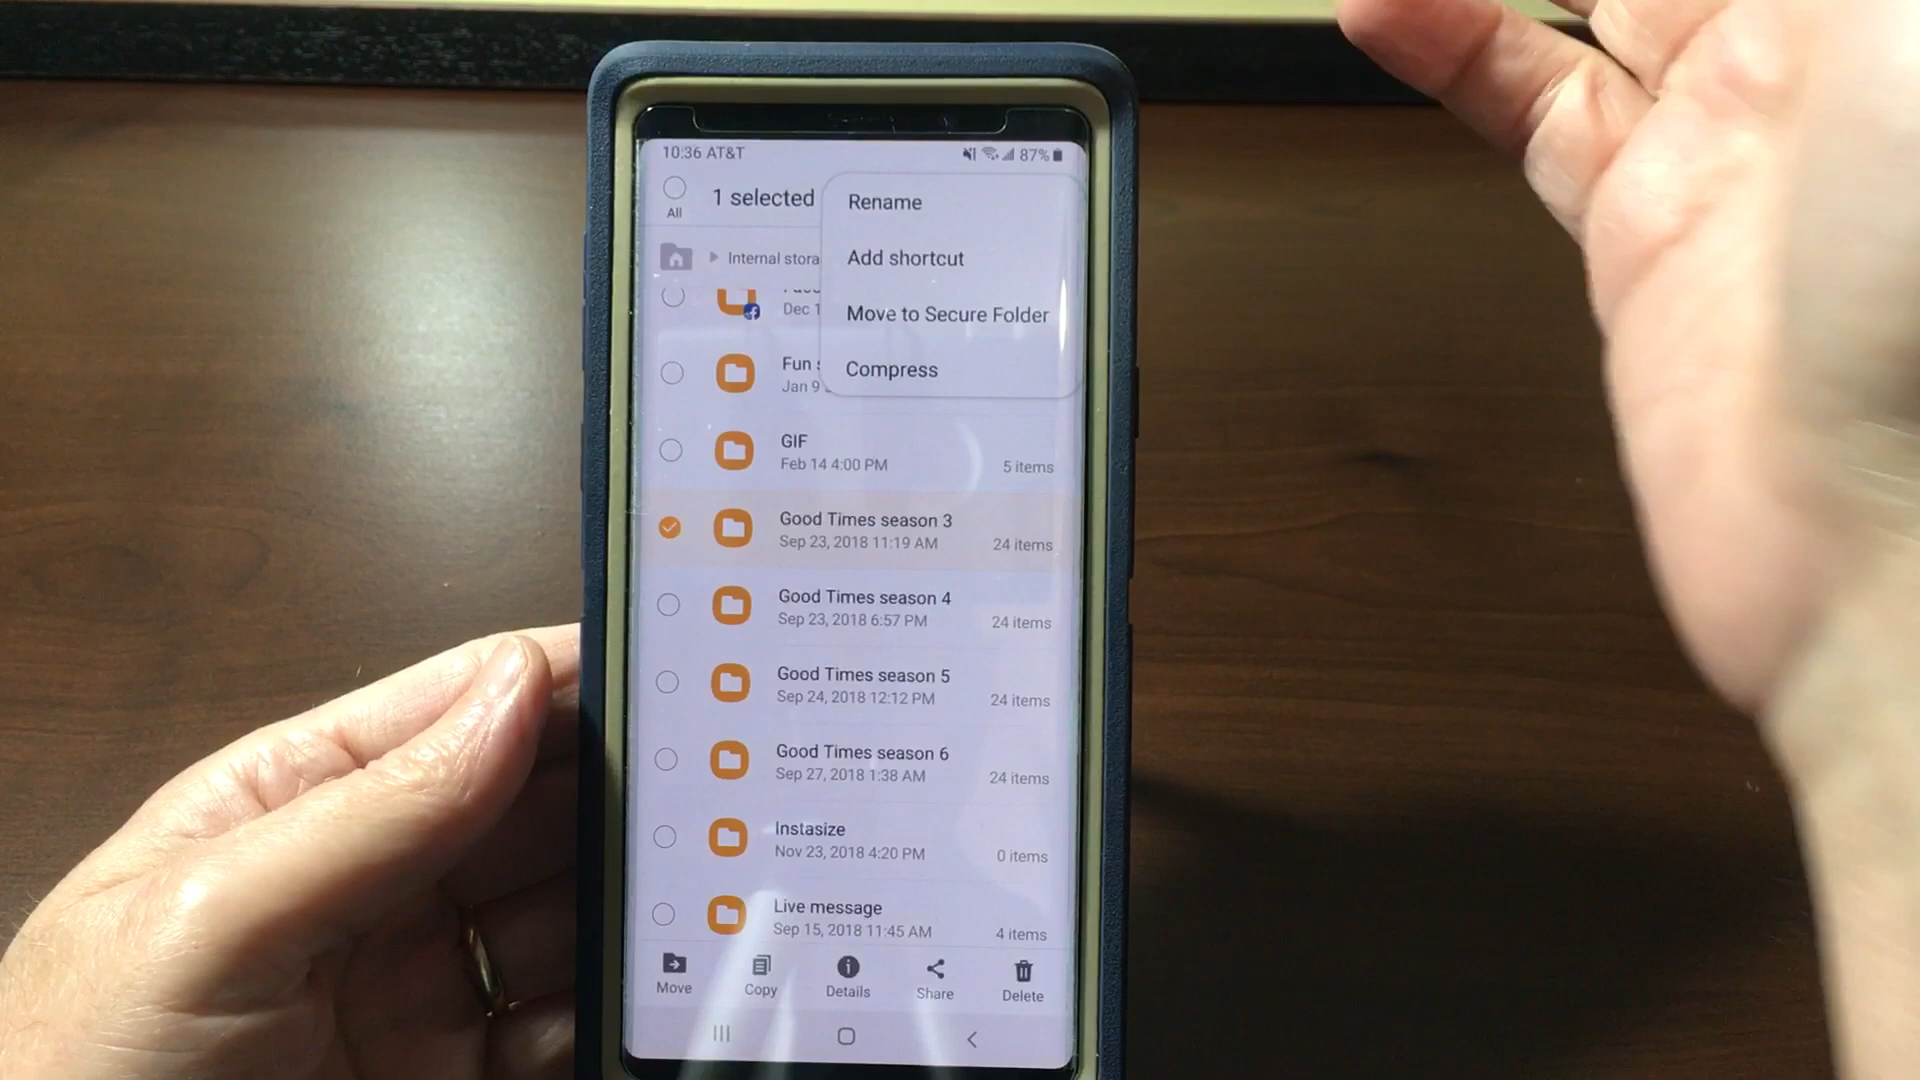 10:36 AT&T 87%
All
1 selected
Rename
Add shortcut
Move to Secure Folder
Compress
Internal stora
Dec 1
Fun
Jan 9
GIF
Feb 14 4:00 PM 5 items
Good Times season 3
Sep 23, 2018 11:19 AM 24 items
Good Times season 4
Sep 23, 2018 6:57 PM 24 items
Good Times season 5
Sep 24, 2018 12:12 PM 24 items
Good Times season 6
Sep 27, 2018 1:38 AM 24 items
Instasize
Nov 23, 2018 4:20 PM 0 items
Live message
Sep 15, 2018 11:45 AM 4 items
Move Copy Details Share Delete